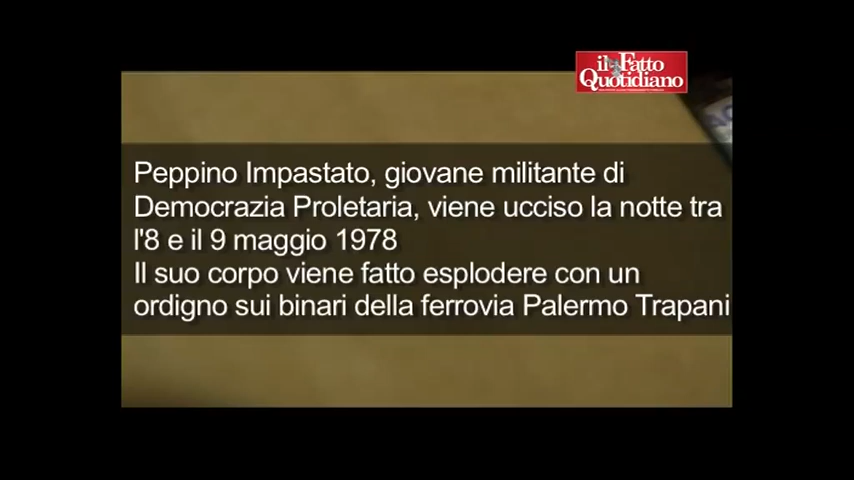 il Fatto
Quotidiano
Peppino Impastato, giovane militante di
Democrazia Proletaria, viene ucciso la notte tra
l'8 e il 9 maggio 1978
Il suo corpo viene fatto esplodere con un
ordigno sui binari della ferrovia Palermo Trapani